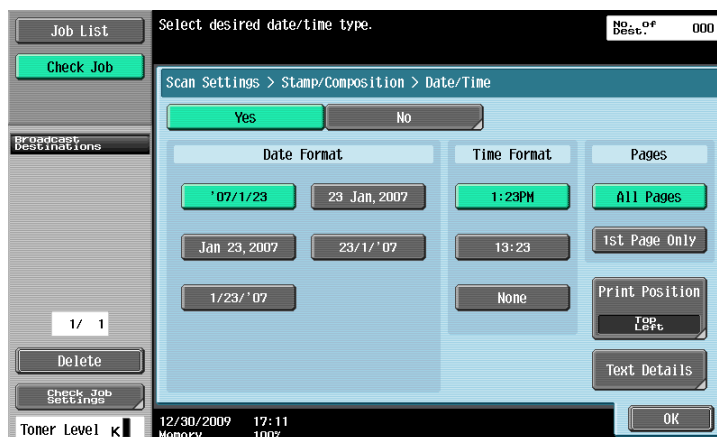 Job List
Check Job
Broadcast
Destinations
1/ 1
Delete
Check Job
Settings
Toner Level K
Select desired date/time type.
No. of
Dest. 000
Scan Settings > Stamp/Composition > Date/Time
Yes No
Date Format
'07/1/23 23 Jan,2007
Jan 23,2007 23/1/'07
1/23/'07
Time Format
1:23PM
13:23
None
Pages
All Pages
1st Page Only
Print Position
Top
Left
Text Details
12/30/2009 17:11
Memory 100%
OK